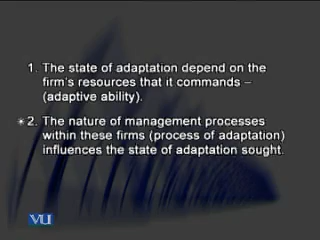 1. The state of adaptation depend on the
firm's resources that it commands –
(adaptive ability).
✴2. The nature of management processes
within these firms (process of adaptation)
influences the state of adaptation sought.
VU